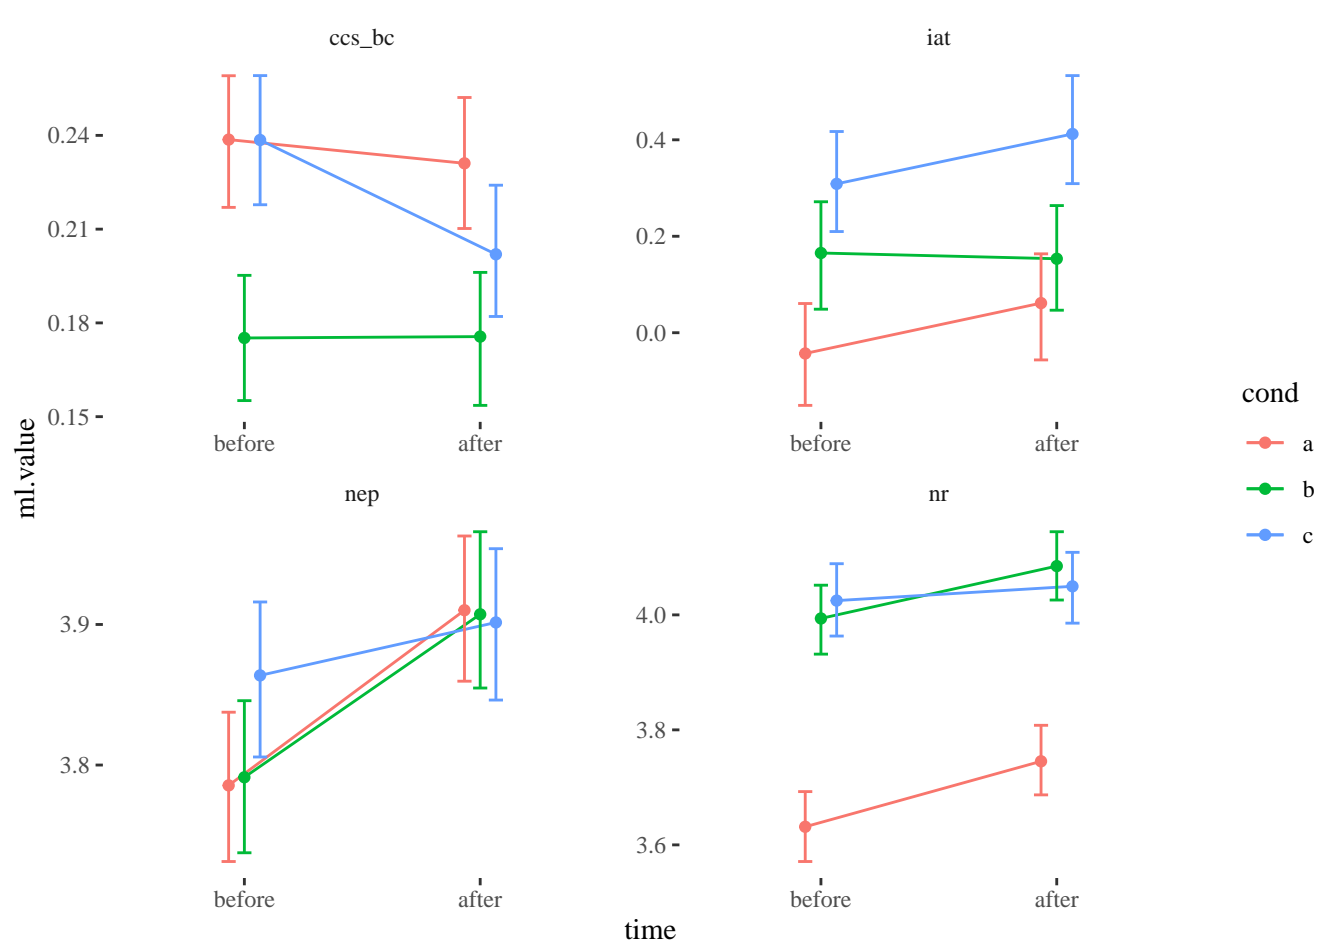 ccs_bc
iat
0.24
0.21
0.18
0.15
0.4
0.2
0.0
before
after
before
after
nep
nr
3.9
3.8
4.0
3.8
3.6
before
after
before
after
time
ml.value
cond
a
b
c